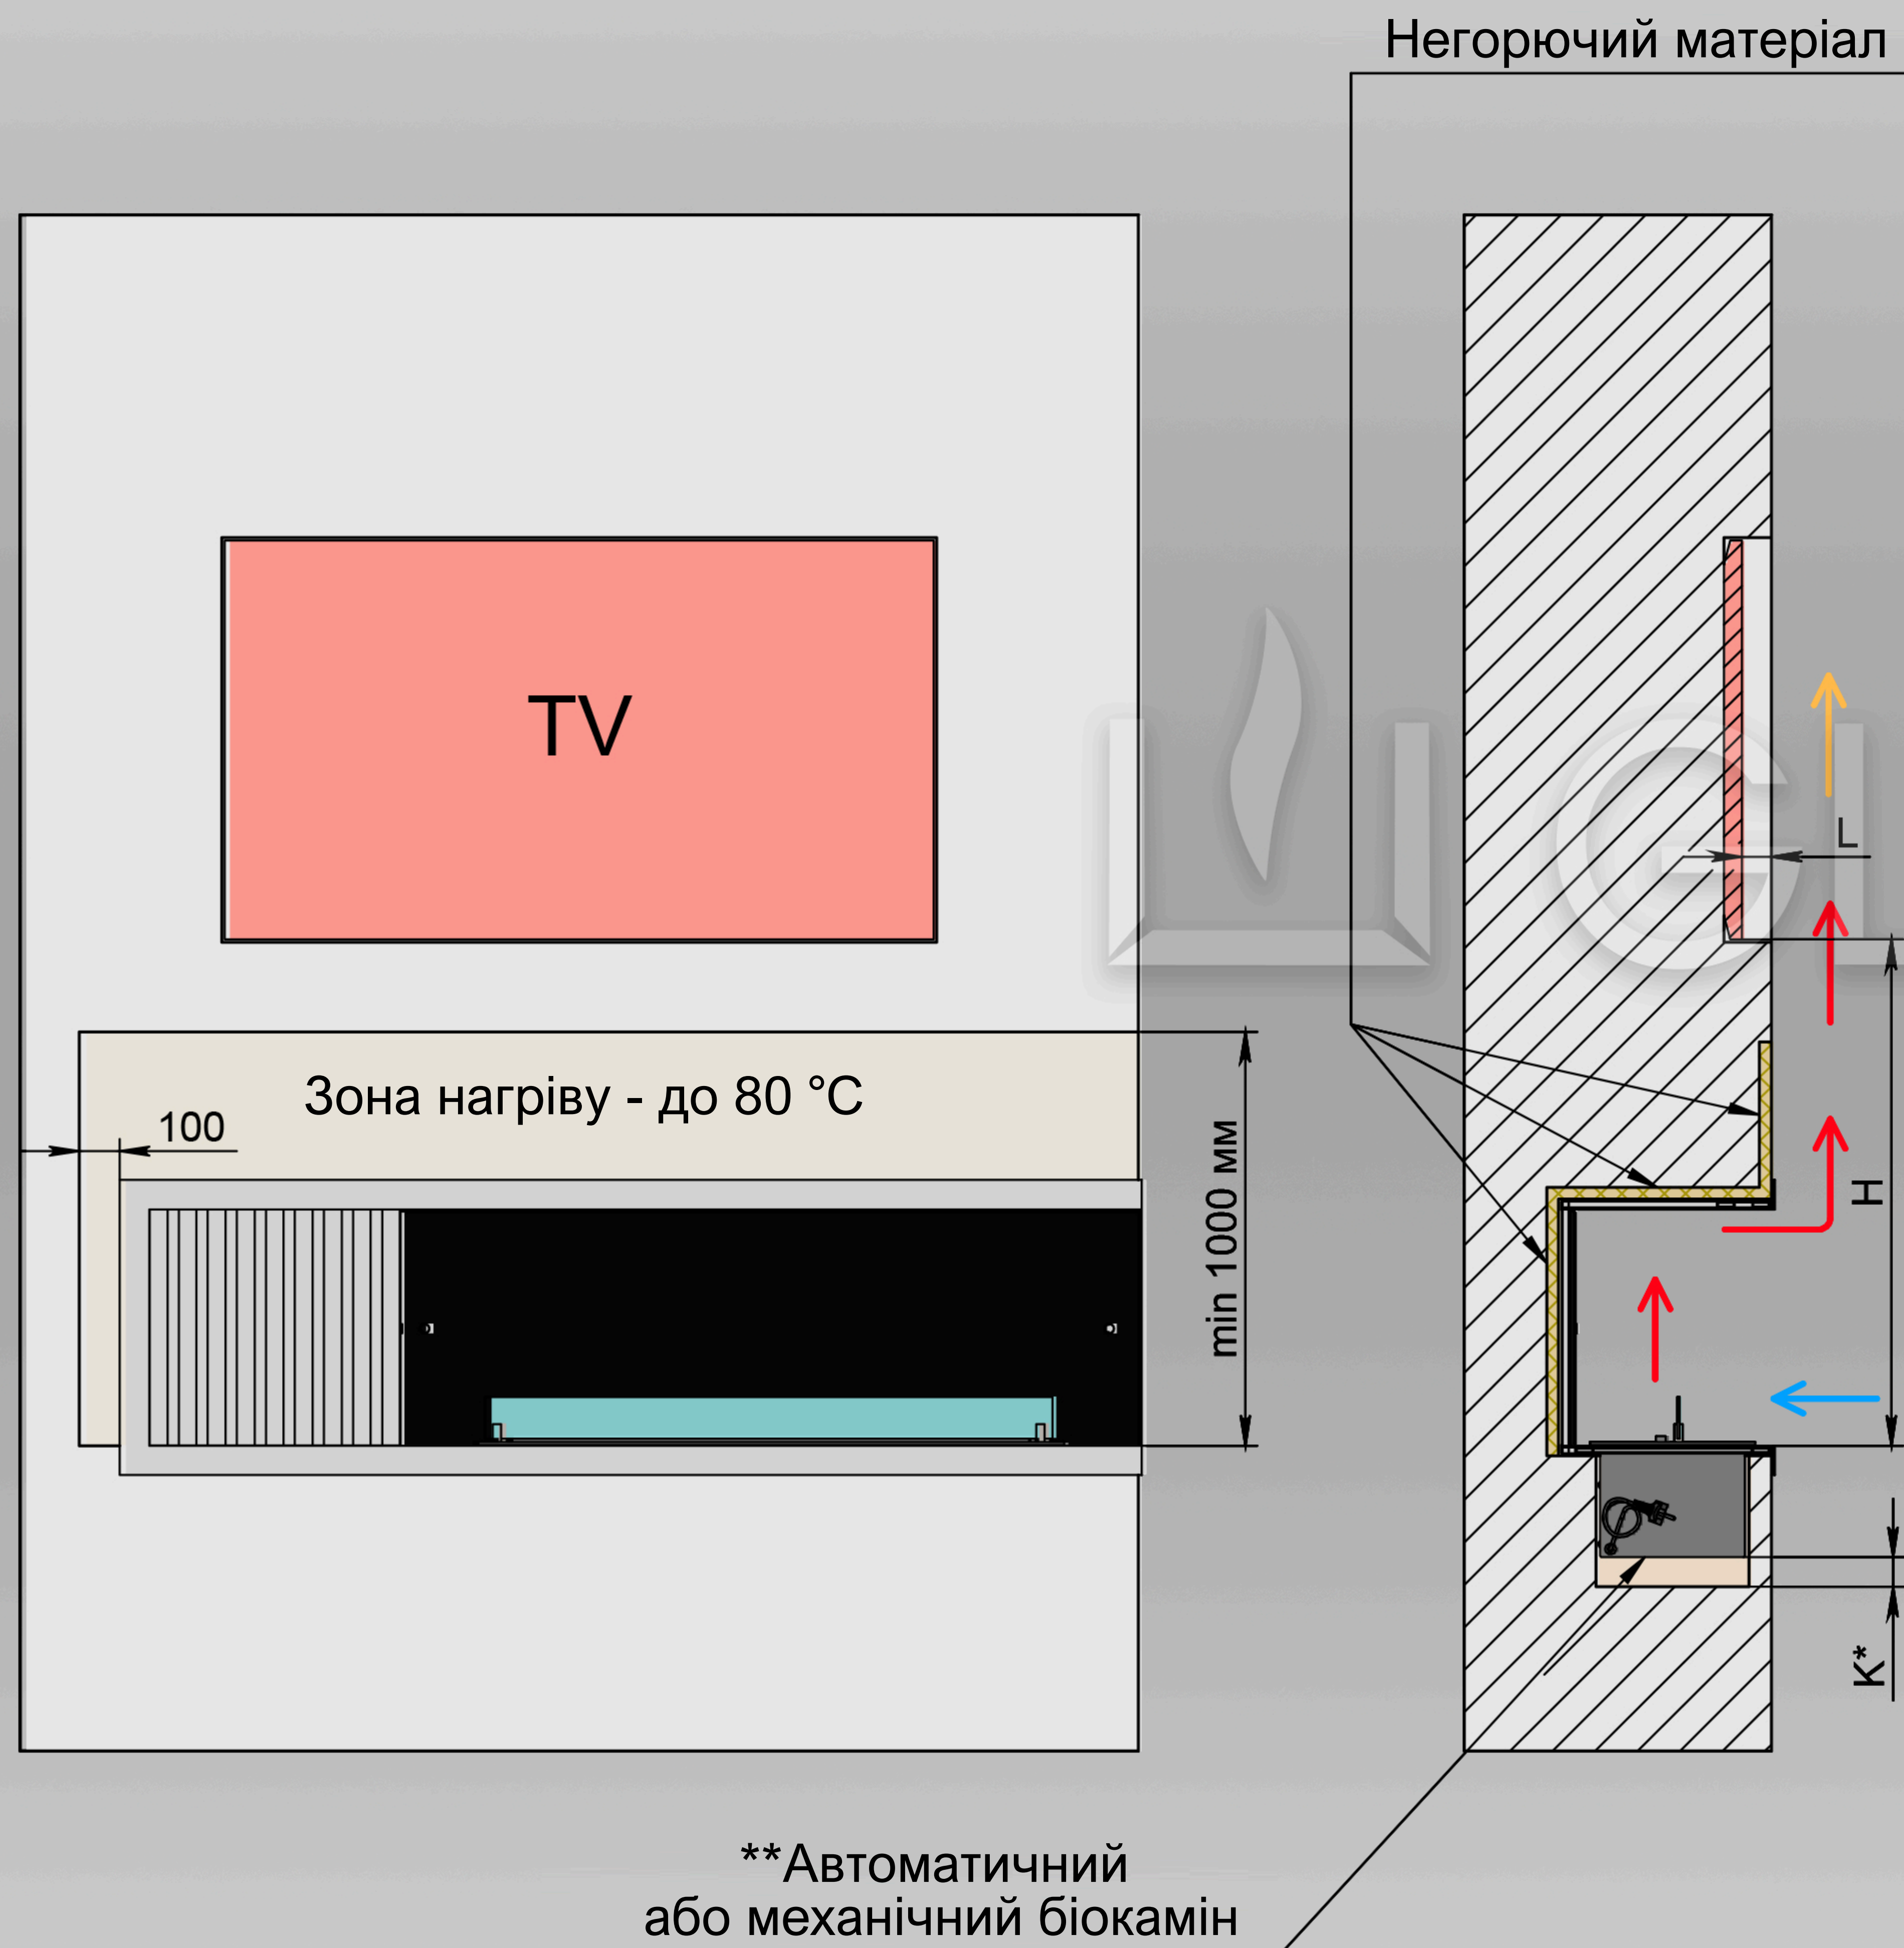 Негорючий матеріал
TV
L
Зона нагріву - до 80 °C
100
min 1000 мм
H
K*
**Автоматичний
або механічний біокамін